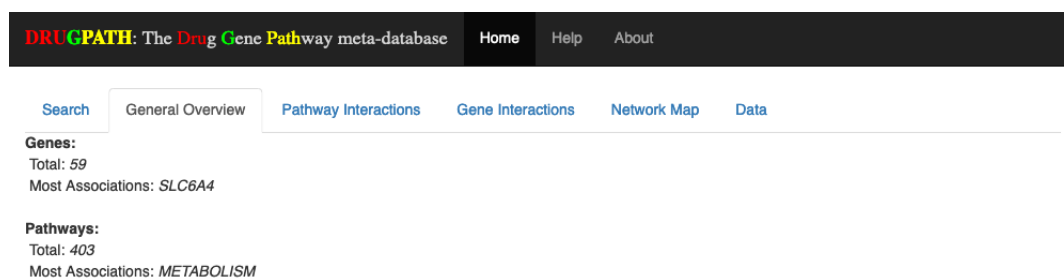 DRUGPATH: The Drug Gene Pathway meta-database Home Help About
Search General Overview Pathway Interactions Gene Interactions Network Map Data
Genes:
Total: 59
Most Associations: SLC6A4
Pathways:
Total: 403
Most Associations: METABOLISM